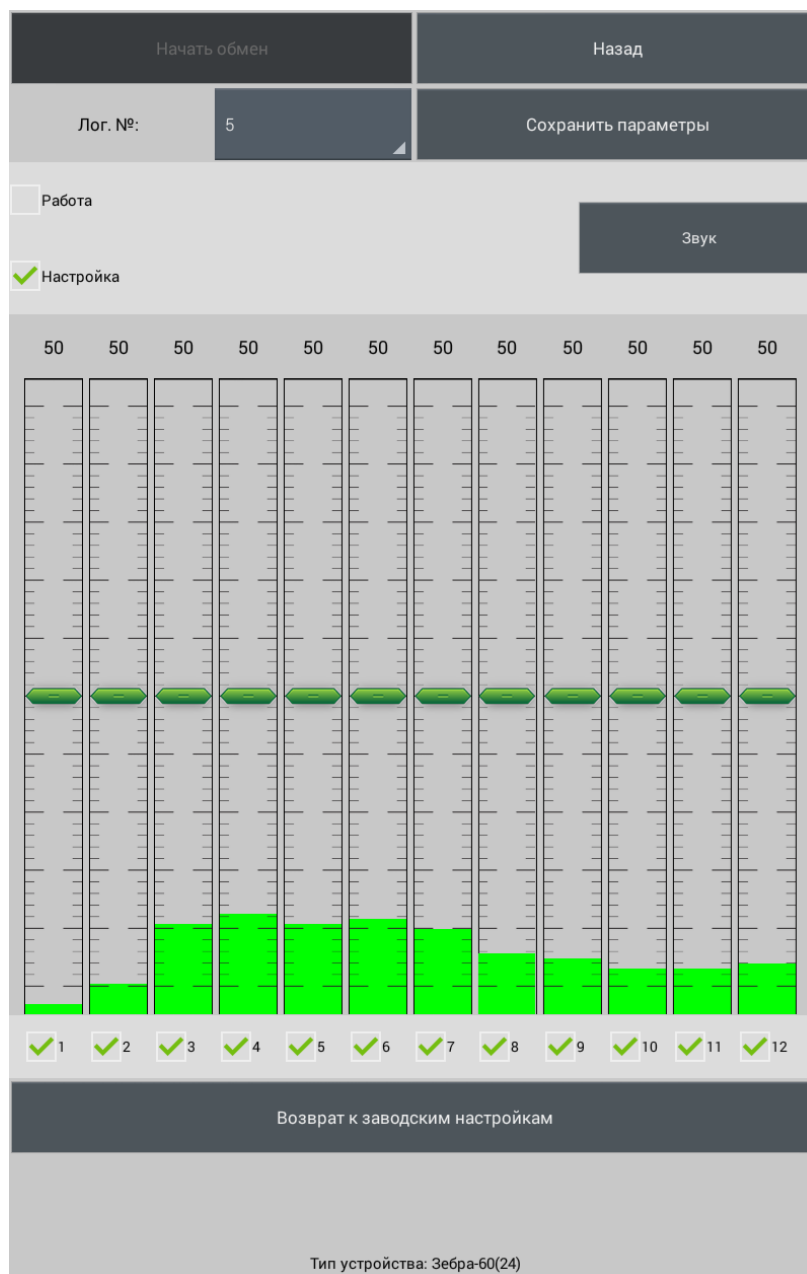 Начать обмен Назад
Лог. №: 5 Сохранить параметры
Работа
Звук
Настройка
50 50 50 50 50 50 50 50 50 50 50 50
1 2 3 4 5 6 7 8 9 10 11 12
Возврат к заводским настройкам
Тип устройства: Зебра-60(24)